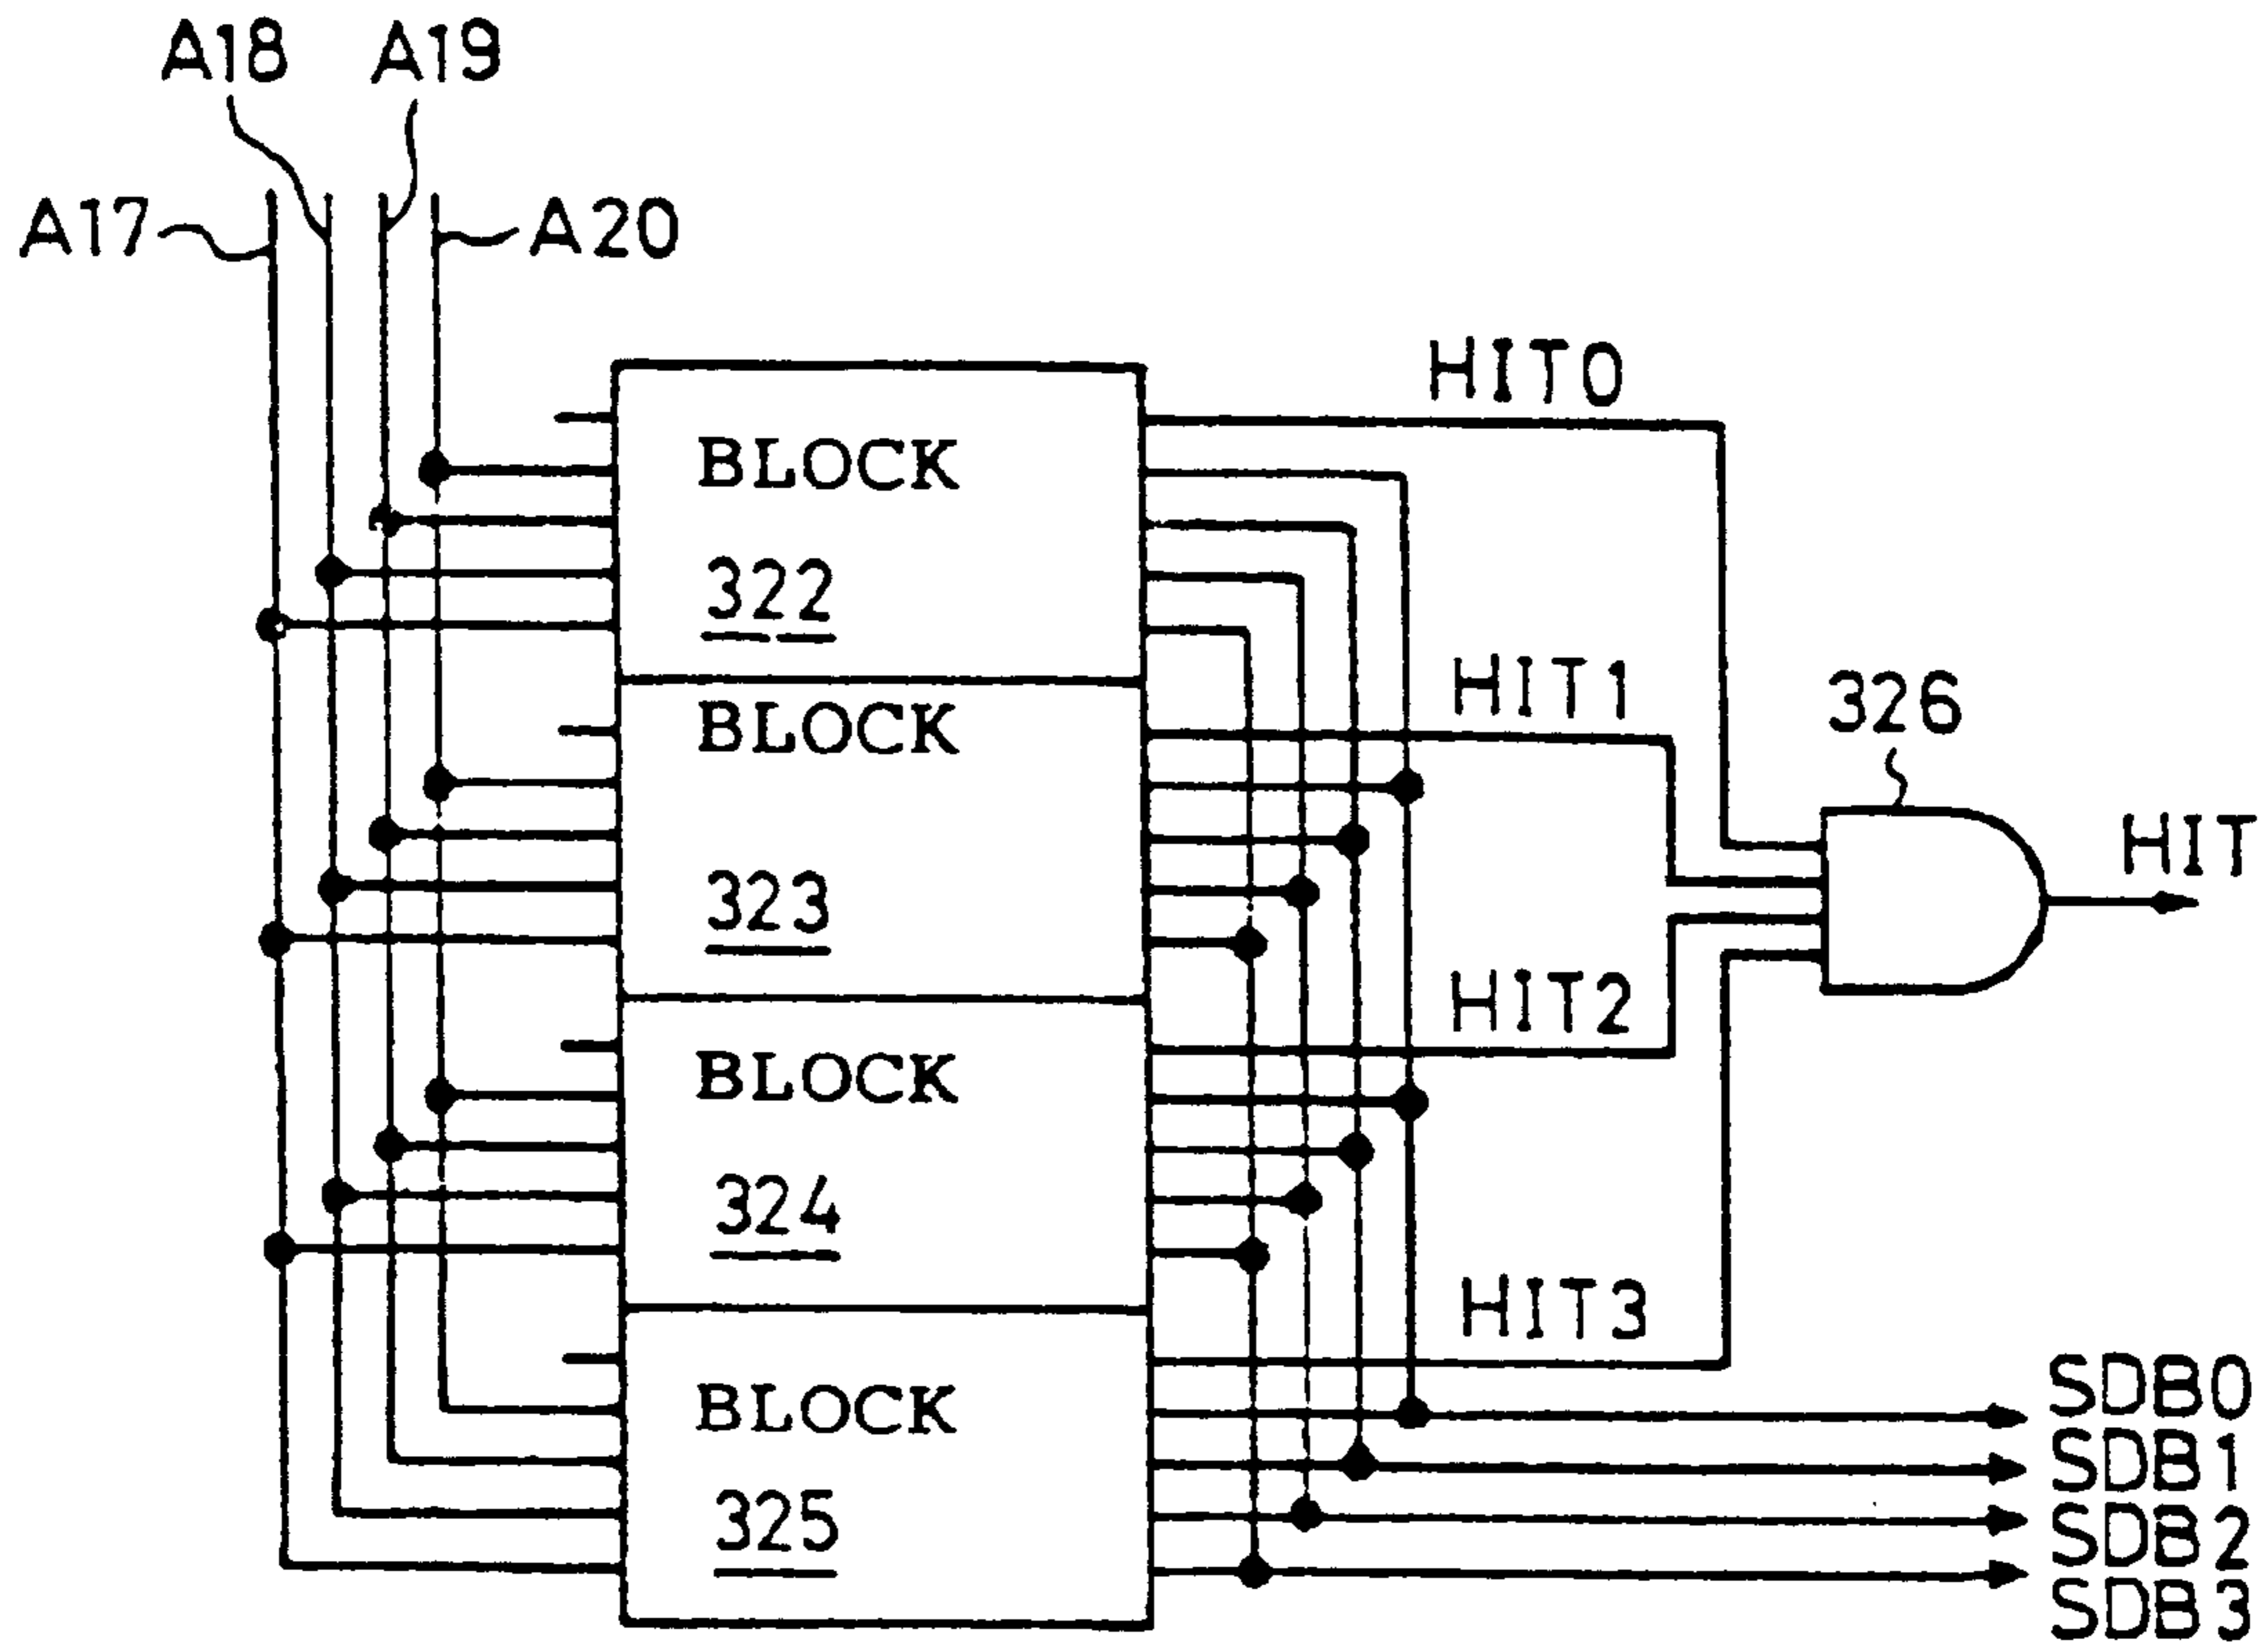 A18 A19
A17 A20
HIT0
BLOCK
322
HIT1
BLOCK
326
HIT
323
HIT2
BLOCK
324
HIT3
SDB0
BLOCK
SDB1
325
SDB2
SDB3